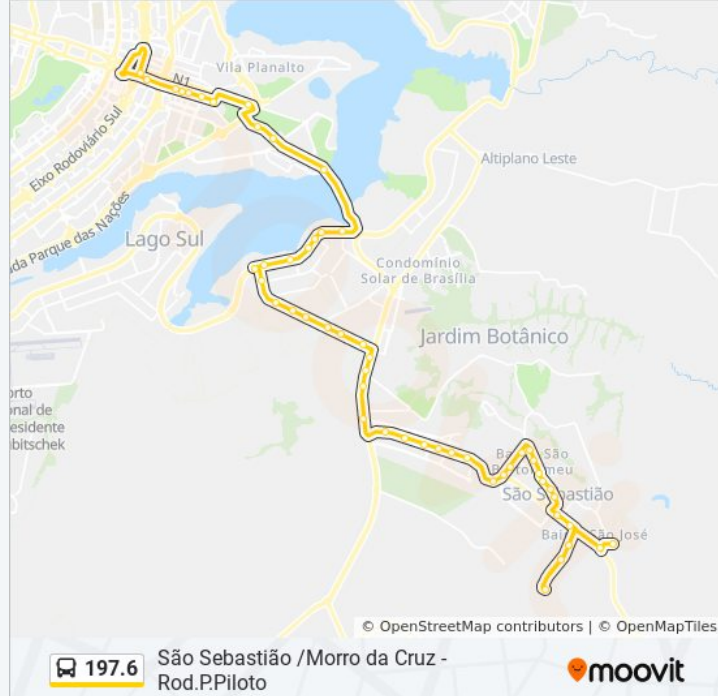 Vila Planalto
N1
Eixo Rodoviário Sul
Altiplano Leste
da Parque das Nações
Lago Sul
Condomínio
Solar de Brasília
Jardim Botânico
orto
onal de
esidente
bitschek
São Sebastião
Bai São José
© OpenStreetMap contributors | © OpenMapTiles
197.6
São Sebastião /Morro da Cruz -
Rod.P.Piloto
moovit